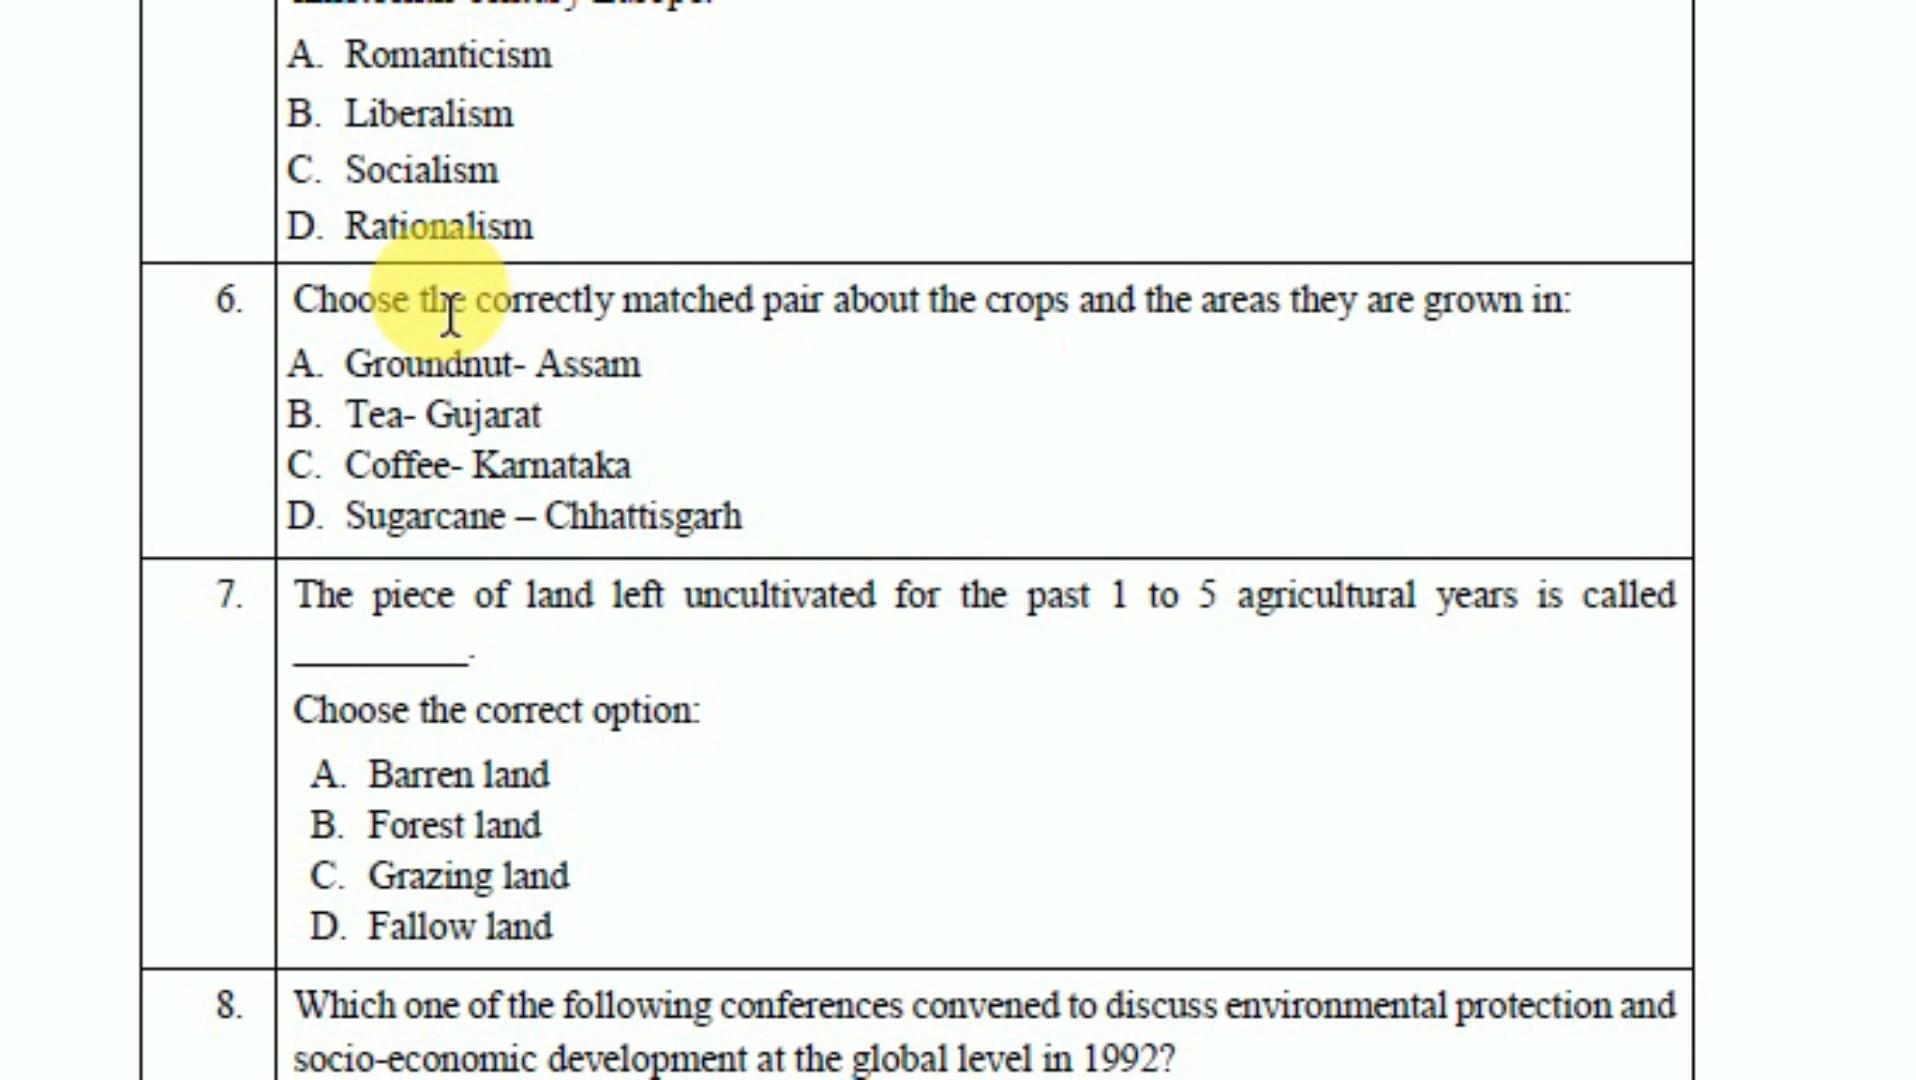 A. Romanticism
B. Liberalism
C. Socialism
D. Rationalism
6. Choose the correctly matched pair about the crops and the areas they are grown in:
A. Groundnut- Assam
B. Tea- Gujarat
C. Coffee- Karnataka
D. Sugarcane – Chhattisgarh
7. The piece of land left uncultivated for the past 1 to 5 agricultural years is called
_________.
Choose the correct option:
A. Barren land
B. Forest land
C. Grazing land
D. Fallow land
8. Which one of the following conferences convened to discuss environmental protection and
socio-economic development at the global level in 1992?